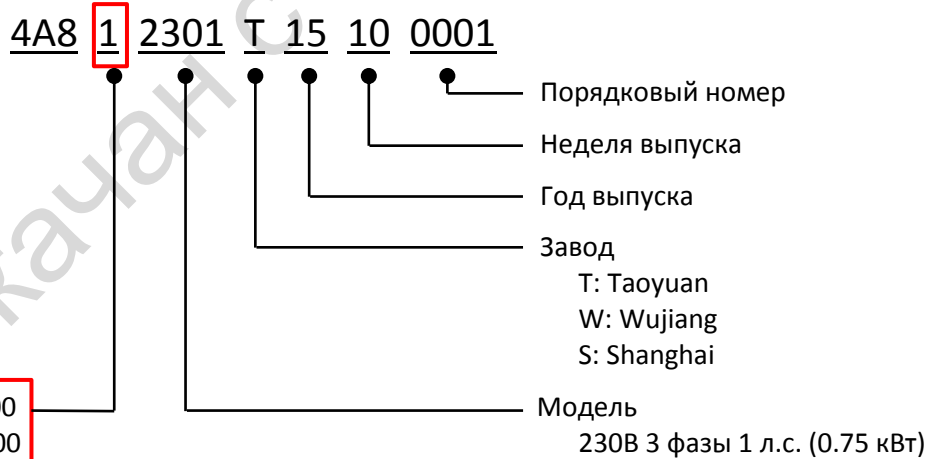 4A8 1 2301 T 15 10 0001
Порядковый номер
Неделя выпуска
Год выпуска
Завод
T: Taoyuan
W: Wujiang
S: Shanghai
Модель
230В 3 фазы 1 л.с. (0.75 кВт)